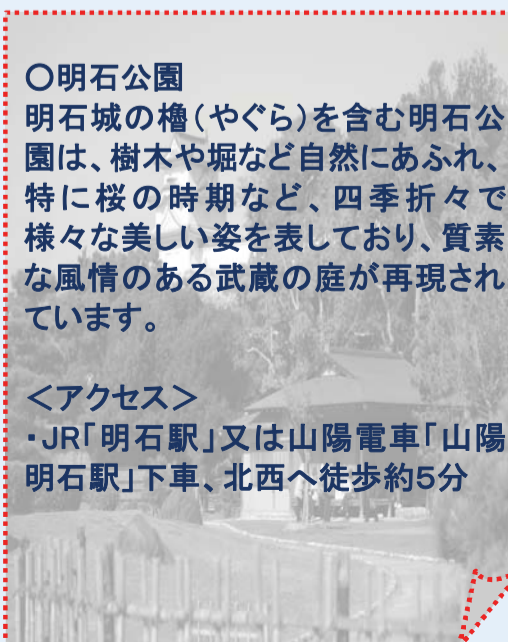 ○明石公園
明石城の櫓(やぐら)を含む明石公
園は、樹木や堀など自然にあふれ、
特に桜の時期など、四季折々で
様々な美しい姿を表しており、質素
な風情のある武蔵の庭が再現され
ています。
＜アクセス＞
・JR「明石駅」又は山陽電車「山陽
明石駅」下車、北西へ徒歩約5分